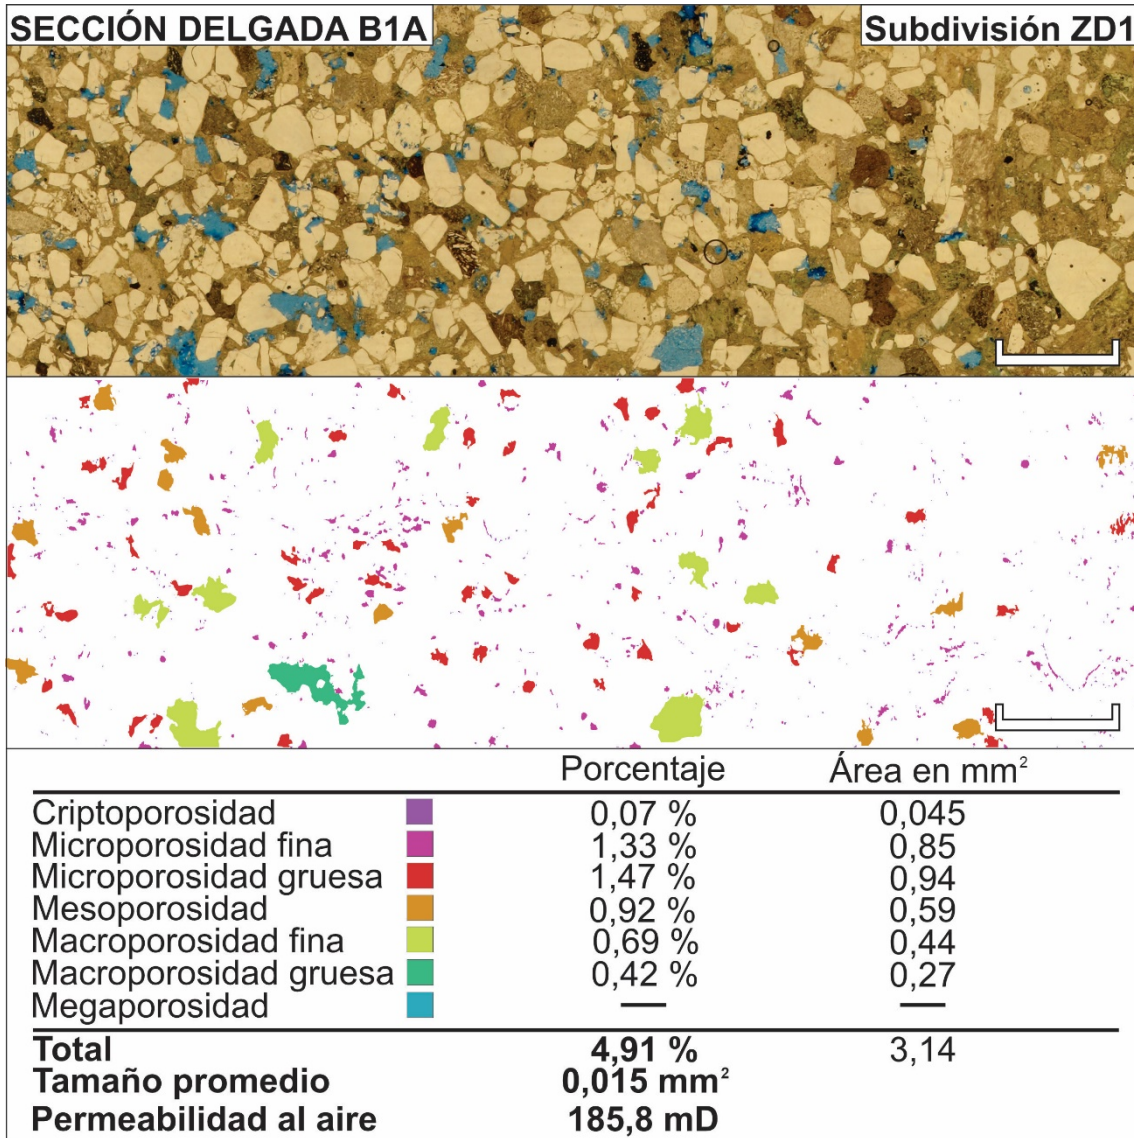 SECCIÓN DELGADA B1A
Subdivisión ZD1
Porcentaje Área en mm²
Criptoporosidad 0,07 % 0,045
Microporosidad fina 1,33 % 0,85
Microporosidad gruesa 1,47 % 0,94
Mesoporosidad 0,92 % 0,59
Macroporosidad fina 0,69 % 0,44
Macroporosidad gruesa 0,42 % 0,27
Megaporosidad — —
Total 4,91 % 3,14
Tamaño promedio 0,015 mm²
Permeabilidad al aire 185,8 mD